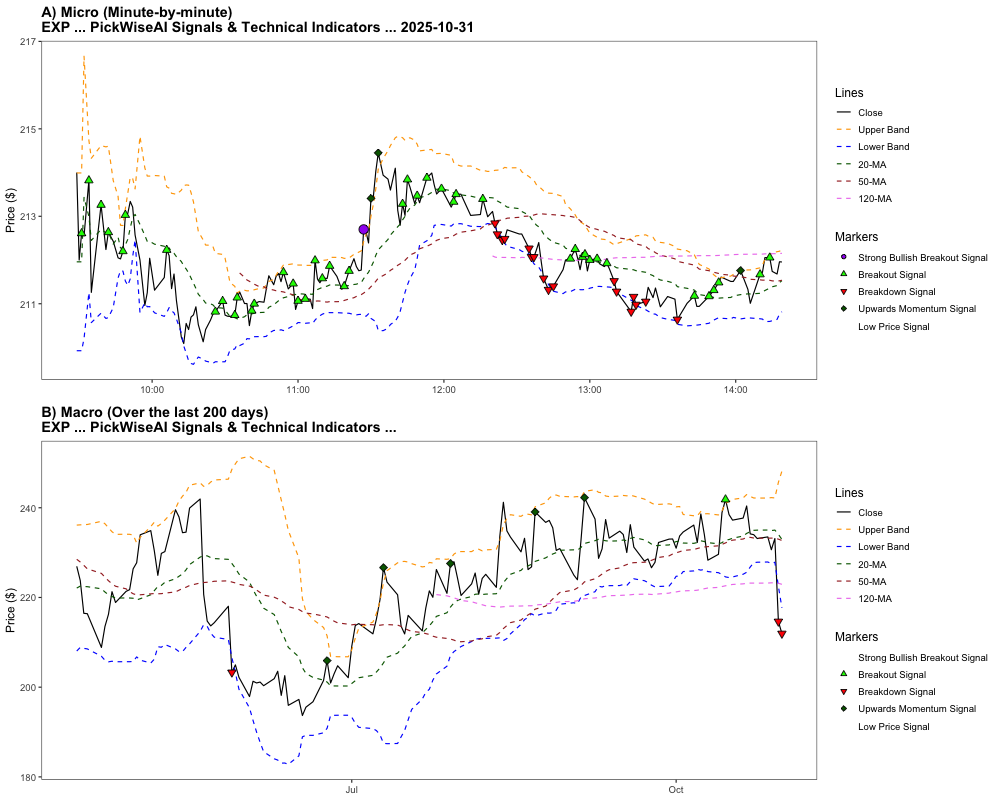 A) Micro (Minute-by-minute)
EXP ... PickWiseAI Signals & Technical Indicators ... 2025-10-31
217
215
213
211
Price ($)
10:00
11:00
12:00
13:00
14:00
Lines
Close
Upper Band
Lower Band
20-MA
50-MA
120-MA
Markers
Strong Bullish Breakout Signal
Breakout Signal
Breakdown Signal
Upwards Momentum Signal
Low Price Signal
B) Macro (Over the last 200 days)
EXP ... PickWiseAI Signals & Technical Indicators ...
240
220
200
180
Price ($)
Jul
Oct
Lines
Close
Upper Band
Lower Band
20-MA
50-MA
120-MA
Markers
Strong Bullish Breakout Signal
Breakout Signal
Breakdown Signal
Upwards Momentum Signal
Low Price Signal